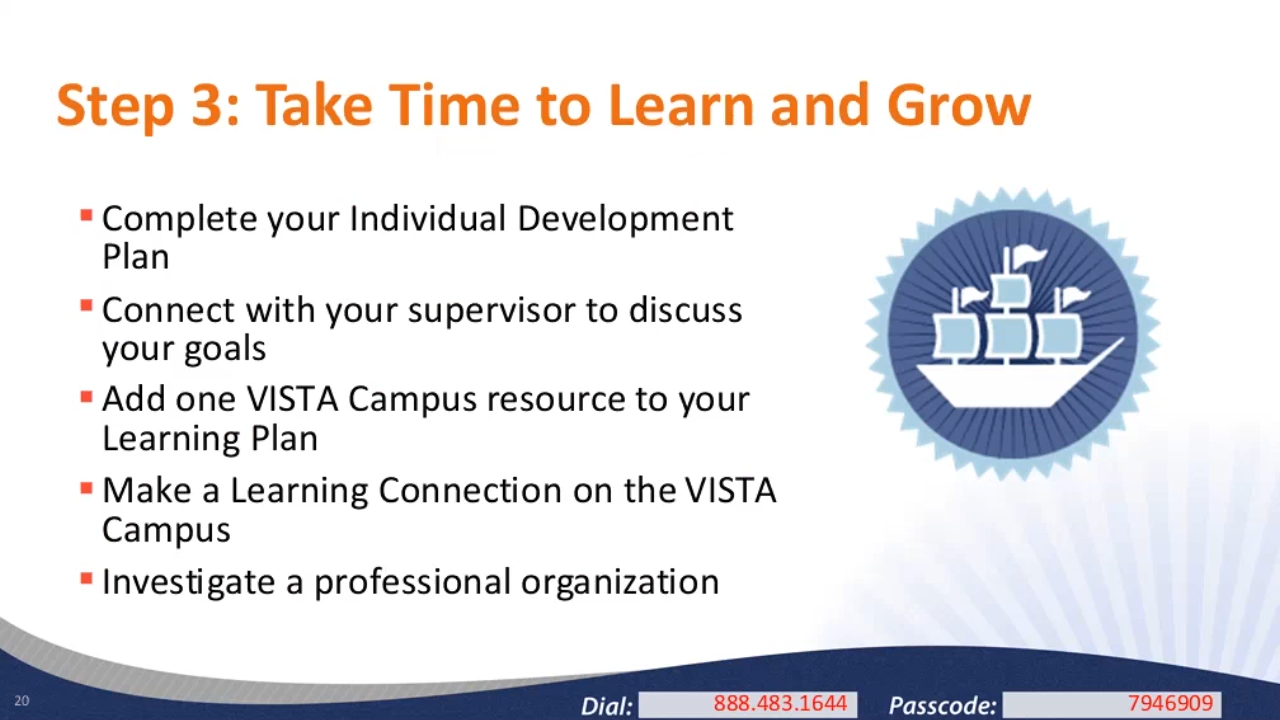 Step 3: Take Time to Learn and Grow
▪ Complete your Individual Development
Plan
▪ Connect with your supervisor to discuss
your goals
▪ Add one VISTA Campus resource to your
Learning Plan
▪ Make a Learning Connection on the VISTA
Campus
▪ Investigate a professional organization
20
Dial: 888.483.1644 Passcode: 7946909